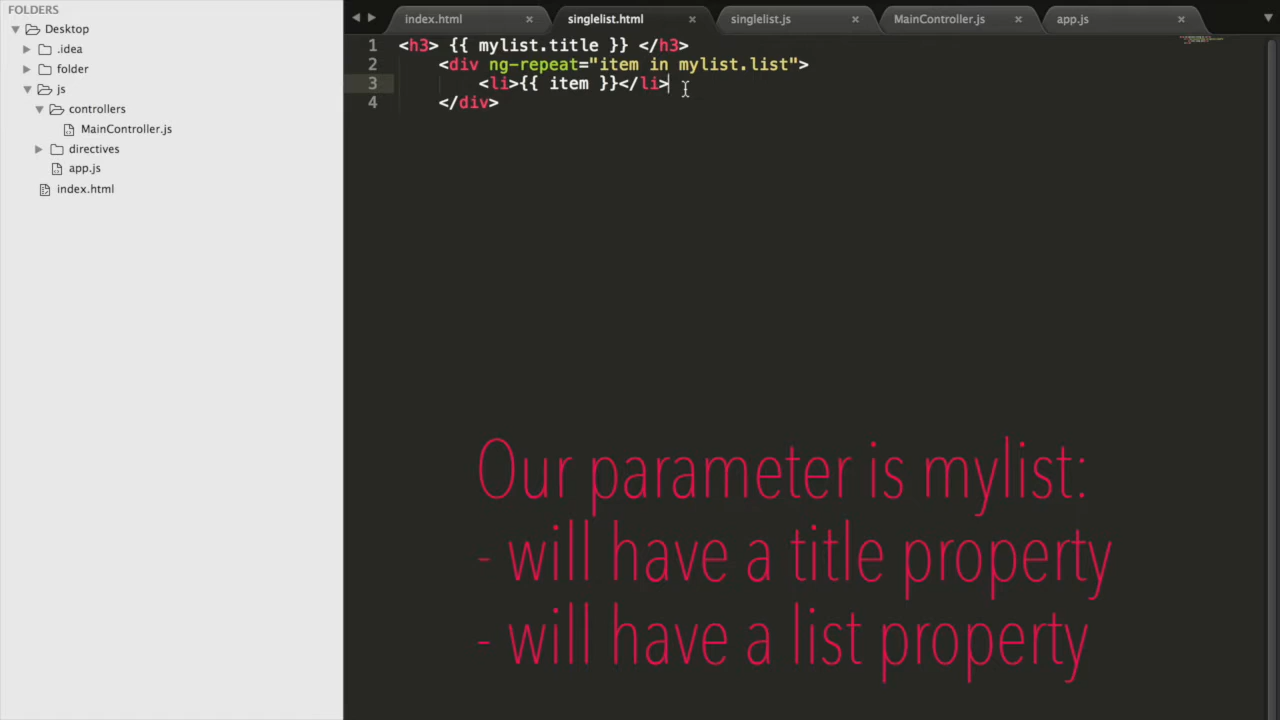 FOLDERS
Desktop
.idea
folder
js
controllers
MainController.js
directives
app.js
index.html
index.html × singlelist.html × singlelist.js × MainController.js × app.js ×
1 <h3> {{ mylist.title }} </h3>
2 <div ng-repeat="item in mylist.list">
3 <li>{{ item }}</li>
4 </div>
Our parameter is mylist:
- will have a title property
- will have a list property